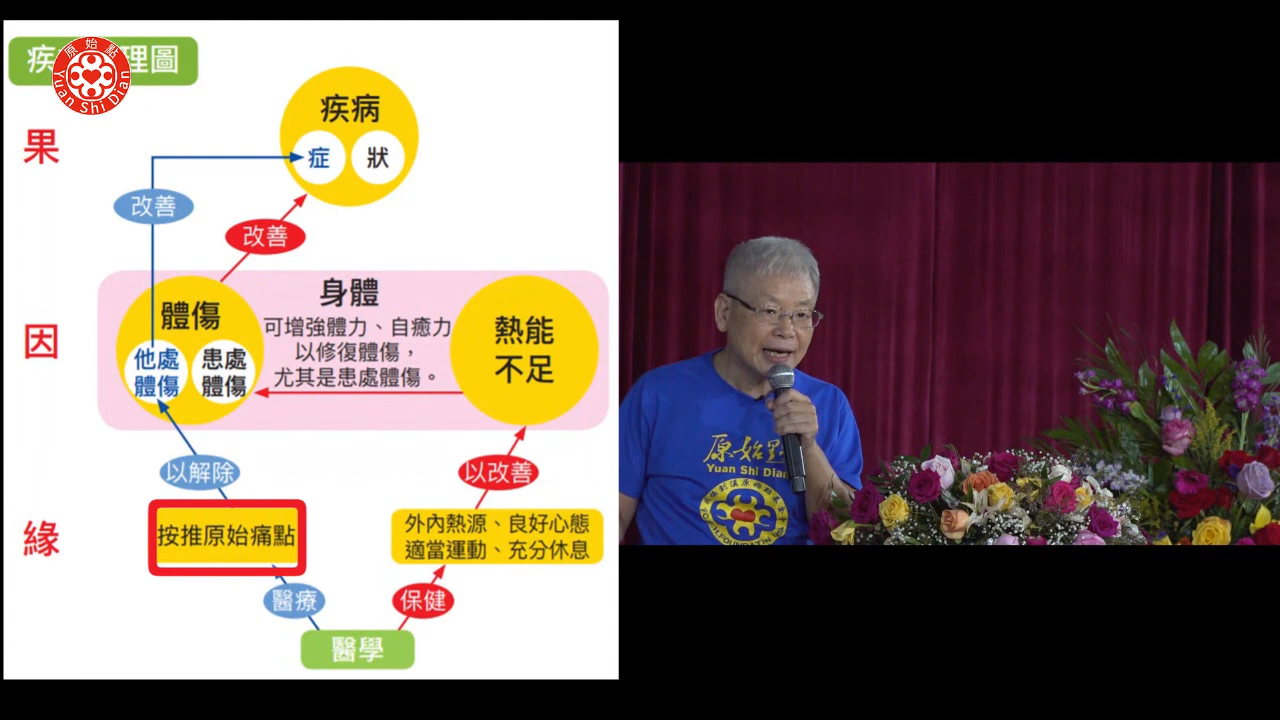 疾
理圖
原始點
Yuan Shi Dian
果
疾病
症
狀
改善
改善
因
體傷
他處
體傷
患處
體傷
身體
可增強體力、自癒力
以修復體傷，
尤其是患處體傷。
熱能
不足
以解除
以改善
緣
按推原始痛點
外內熱源、良好心態
適當運動、充分休息
醫療
保健
醫學
原始點
Yuan Shi Dian